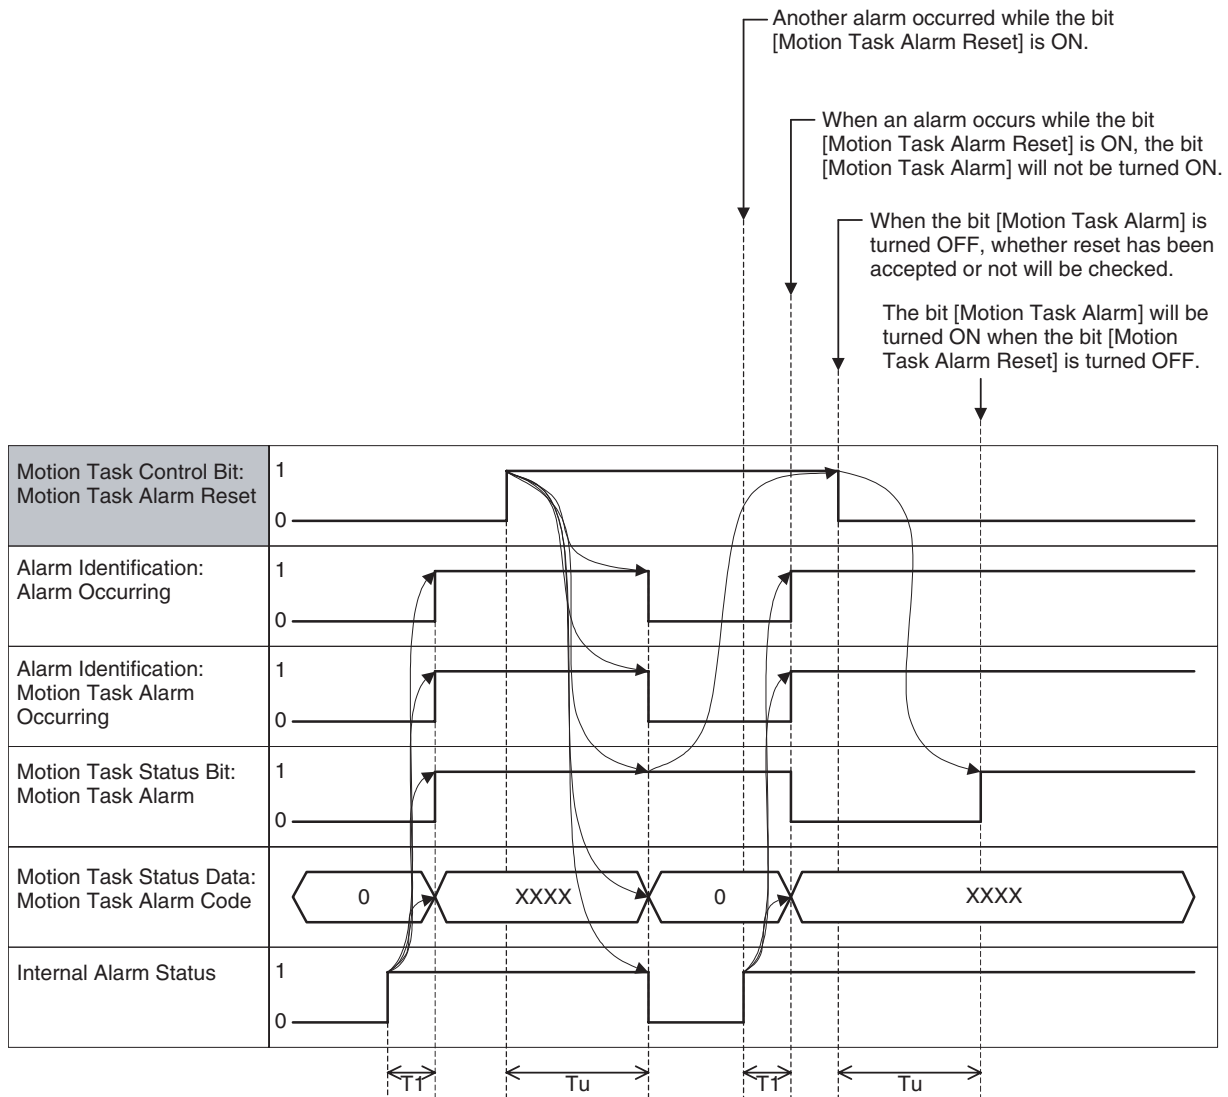 Another alarm occurred while the bit
[Motion Task Alarm Reset] is ON.
When an alarm occurs while the bit
[Motion Task Alarm Reset] is ON, the bit
[Motion Task Alarm] will not be turned ON.
When the bit [Motion Task Alarm] is
turned OFF, whether reset has been
accepted or not will be checked.
The bit [Motion Task Alarm] will be
turned ON when the bit [Motion
Task Alarm Reset] is turned OFF.
Motion Task Control Bit:
Motion Task Alarm Reset
1
0
Alarm Identification:
Alarm Occurring
1
0
Alarm Identification:
Motion Task Alarm
Occurring
1
0
Motion Task Status Bit:
Motion Task Alarm
1
0
Motion Task Status Data:
Motion Task Alarm Code
0 XXXX 0 XXXX
Internal Alarm Status
1
0
T1 Tu T1 Tu